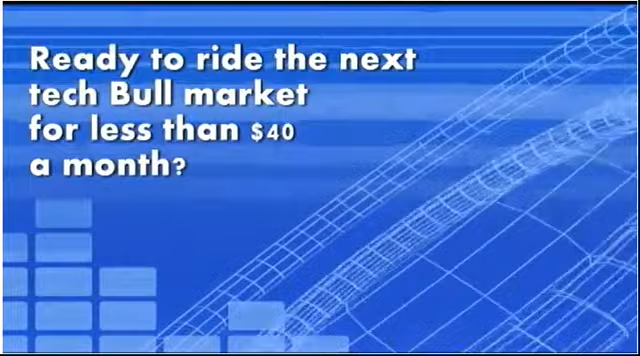 Ready to ride the next
tech Bull market
for less than $40
a month?